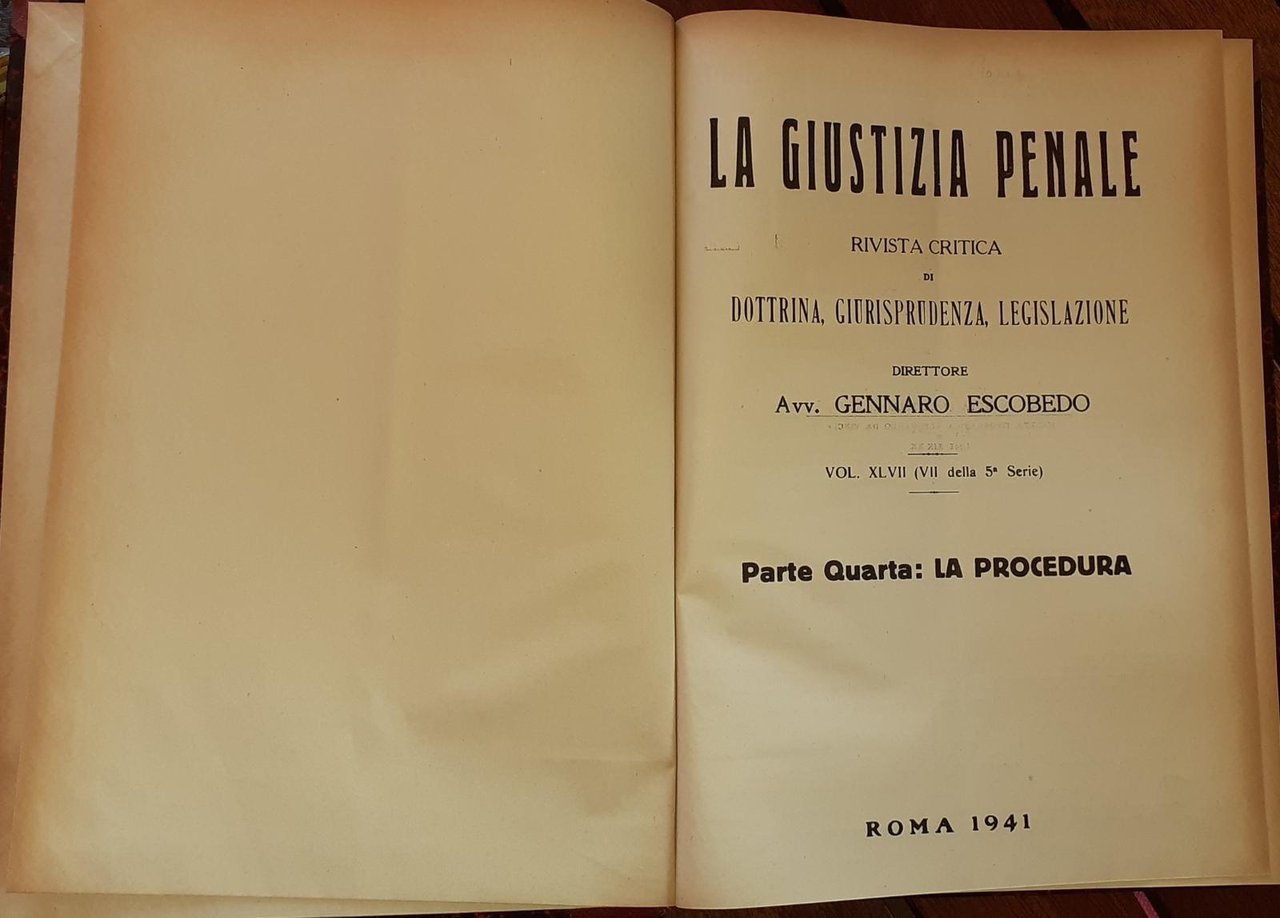 LA GIUSTIZIA PENALE
RIVISTA CRITICA
DI
DOTTRINA, GIURISPRUDENZA, LEGISLAZIONE
DIRETTORE
Avv. GENNARO ESCOBEDO
VOL. XLVII (VII della 5ª Serie)
Parte Quarta: LA PROCEDURA
ROMA 1941